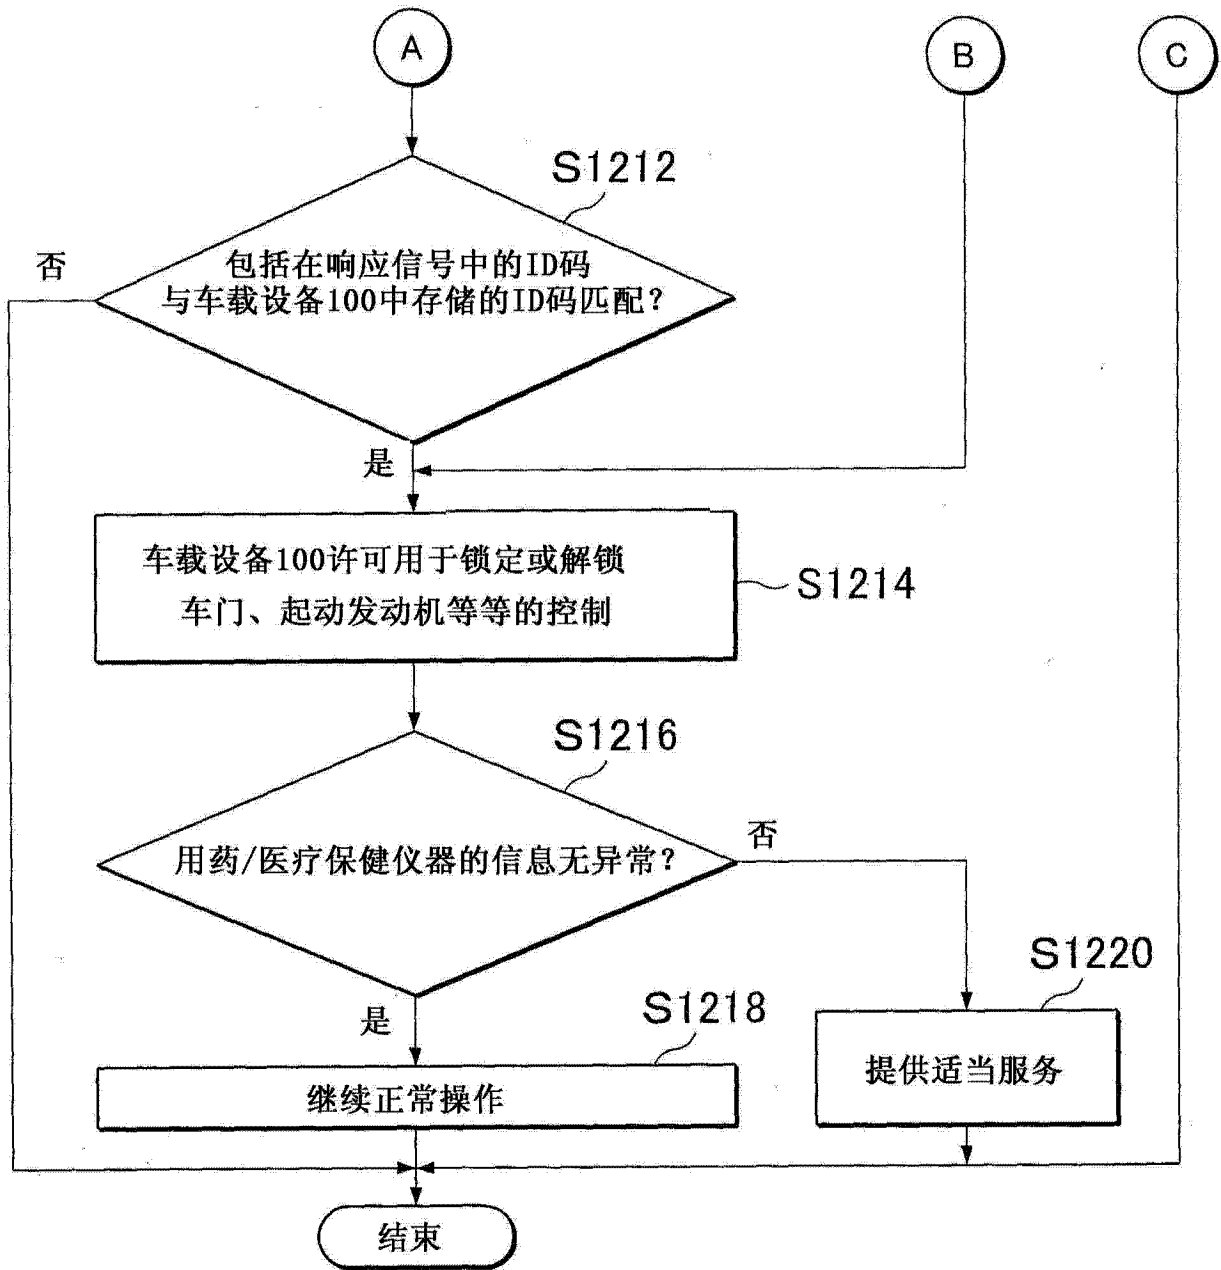 A
B
C
S1212
否
包括在响应信号中的ID码
与车载设备100中存储的ID码匹配？
是
车载设备100许可用于锁定或解锁
车门、起动发动机等等的控制
S1214
S1216
否
用药/医疗保健仪器的信息无异常？
是
S1218
S1220
继续正常操作
提供适当服务
结束